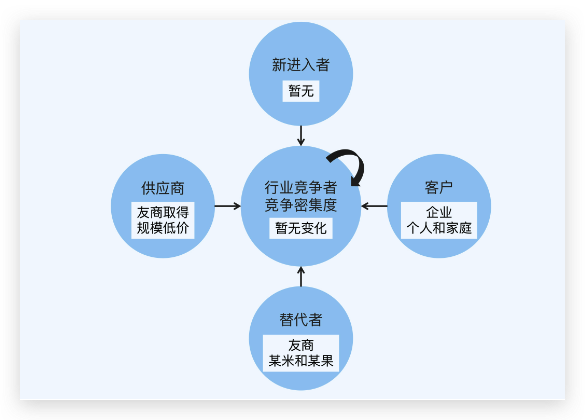 新进入者
暂无
供应商
友商取得
规模低价
行业竞争者
竞争密集度
暂无变化
客户
企业
个人和家庭
替代者
友商
某米和某果